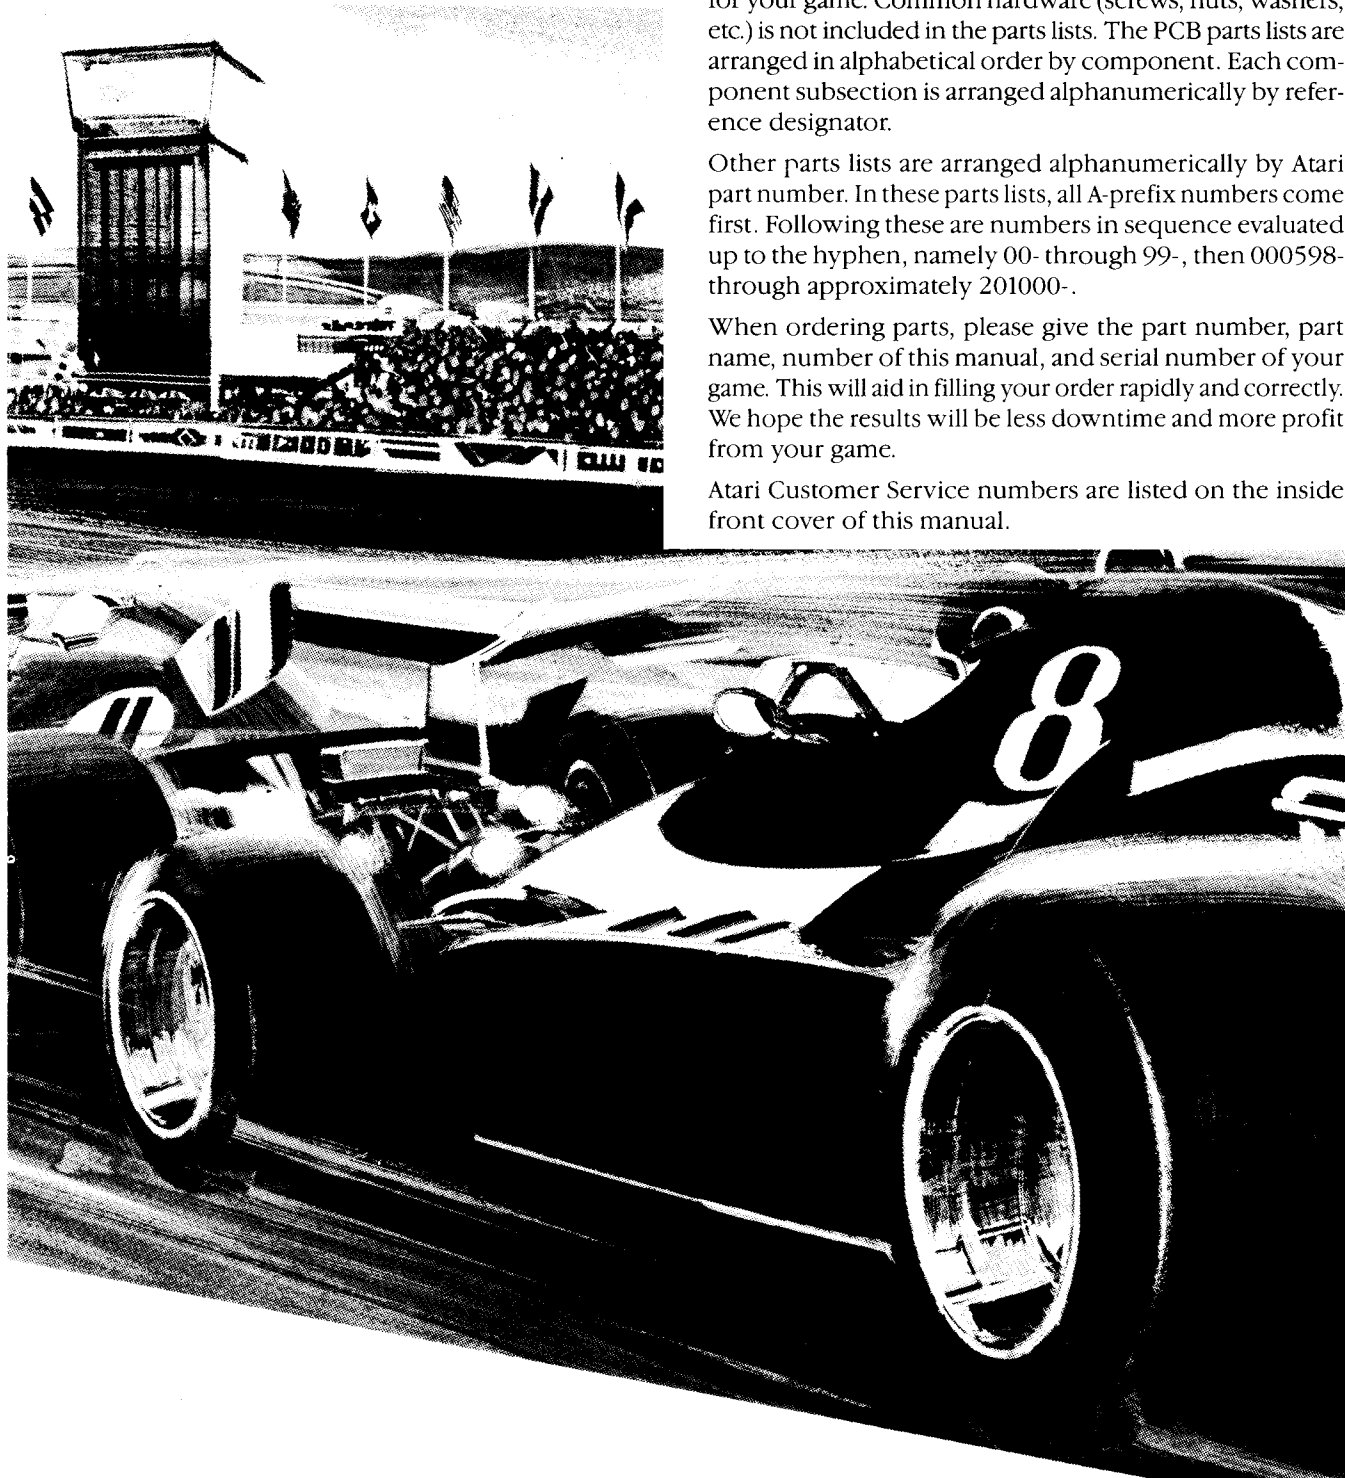 for your game. Common hardware (screws, nuts, washers,
etc.) is not included in the parts lists. The PCB parts lists are
arranged in alphabetical order by component. Each com-
ponent subsection is arranged alphanumerically by refer-
ence designator.
Other parts lists are arranged alphanumerically by Atari
part number. In these parts lists, all A-prefix numbers come
first. Following these are numbers in sequence evaluated
up to the hyphen, namely 00- through 99-, then 000598-
through approximately 201000-.
When ordering parts, please give the part number, part
name, number of this manual, and serial number of your
game. This will aid in filling your order rapidly and correctly.
We hope the results will be less downtime and more profit
from your game.
Atari Customer Service numbers are listed on the inside
front cover of this manual.
8
11